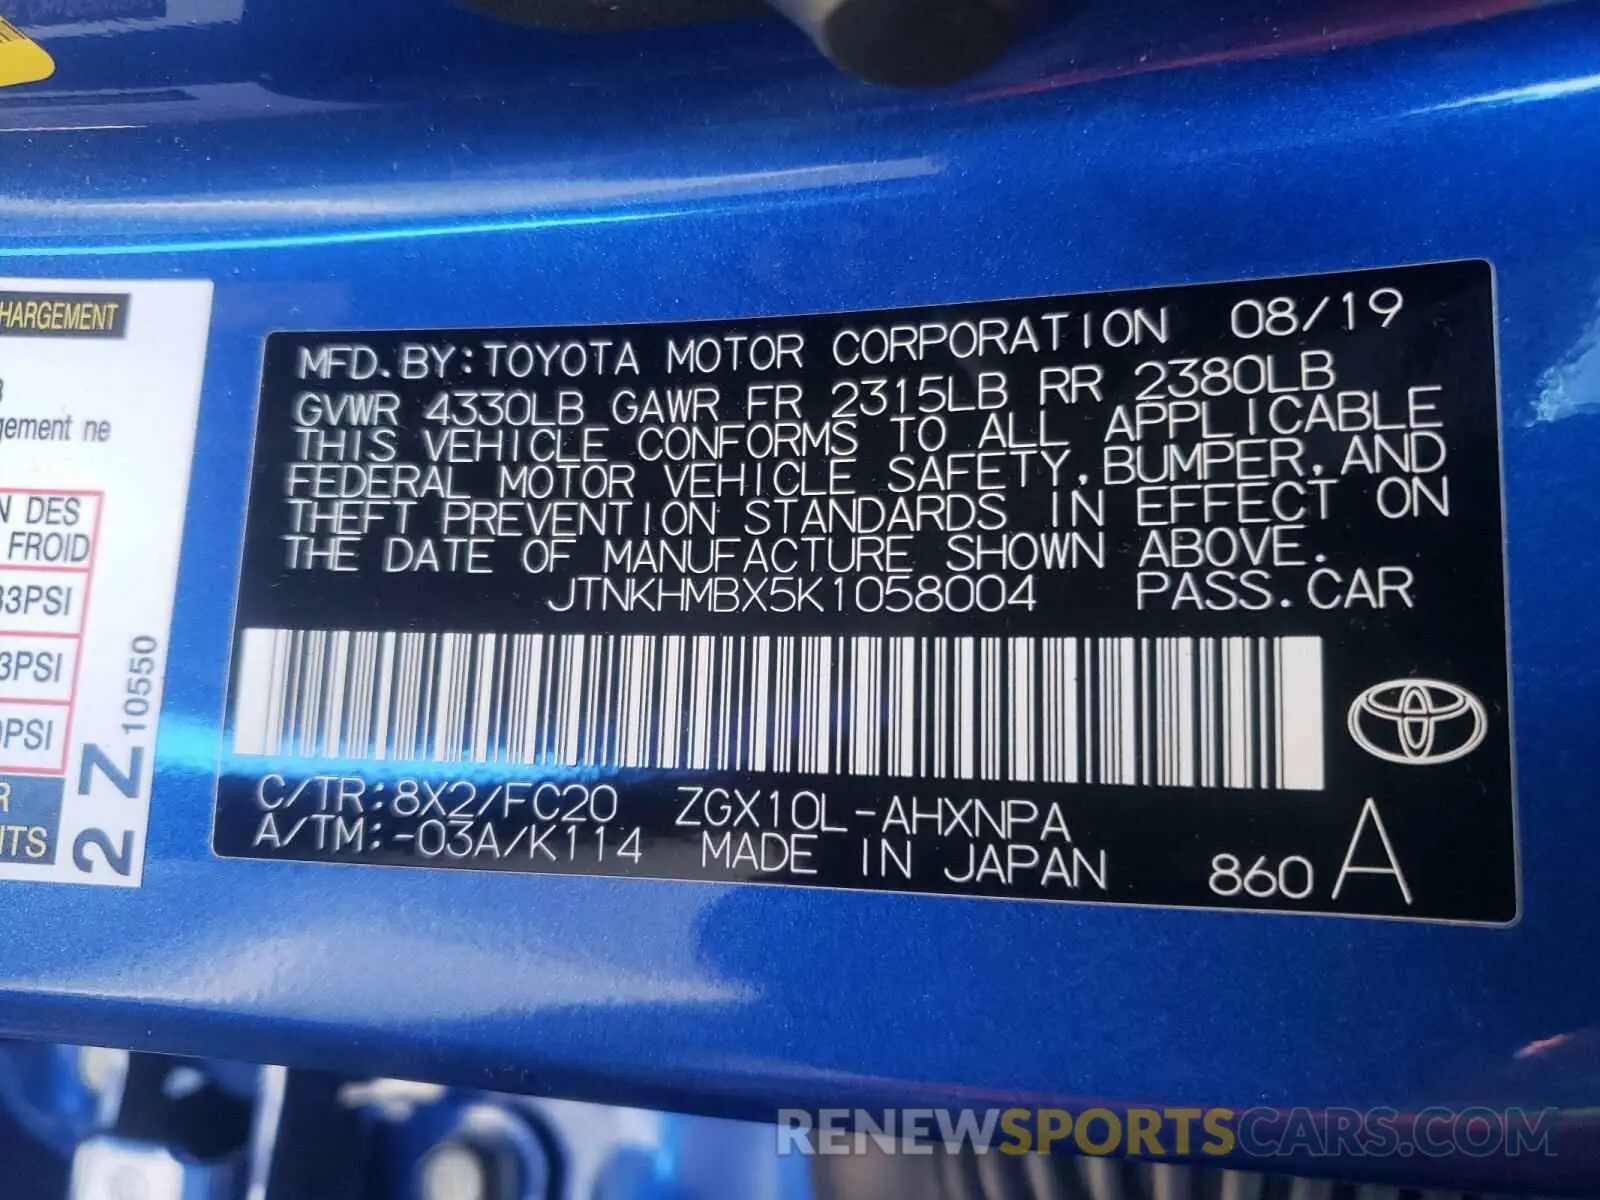 HARGEMENT
gement ne
N DES
FROID
33PSI
3PSI
PSI
R
ITS
2Z
10550
MFD. BY: TOYOTA MOTOR CORPORATION 08/19
GVWR 4330LB GAWR FR 2315LB RR 2380LB
THIS VEHICLE CONFORMS TO ALL APPLICABLE
FEDERAL MOTOR VEHICLE SAFETY, BUMPER, AND
THEFT PREVENTION STANDARDS IN EFFECT ON
THE DATE OF MANUFACTURE SHOWN ABOVE.
JTNKHMBX5K1058004 PASS. CAR
C/TR: 8X2/FC20 ZGX10L-AHXNPA
A/TM: -03A/K114 MADE IN JAPAN 860 A
RENEWSPORTSCARS.COM